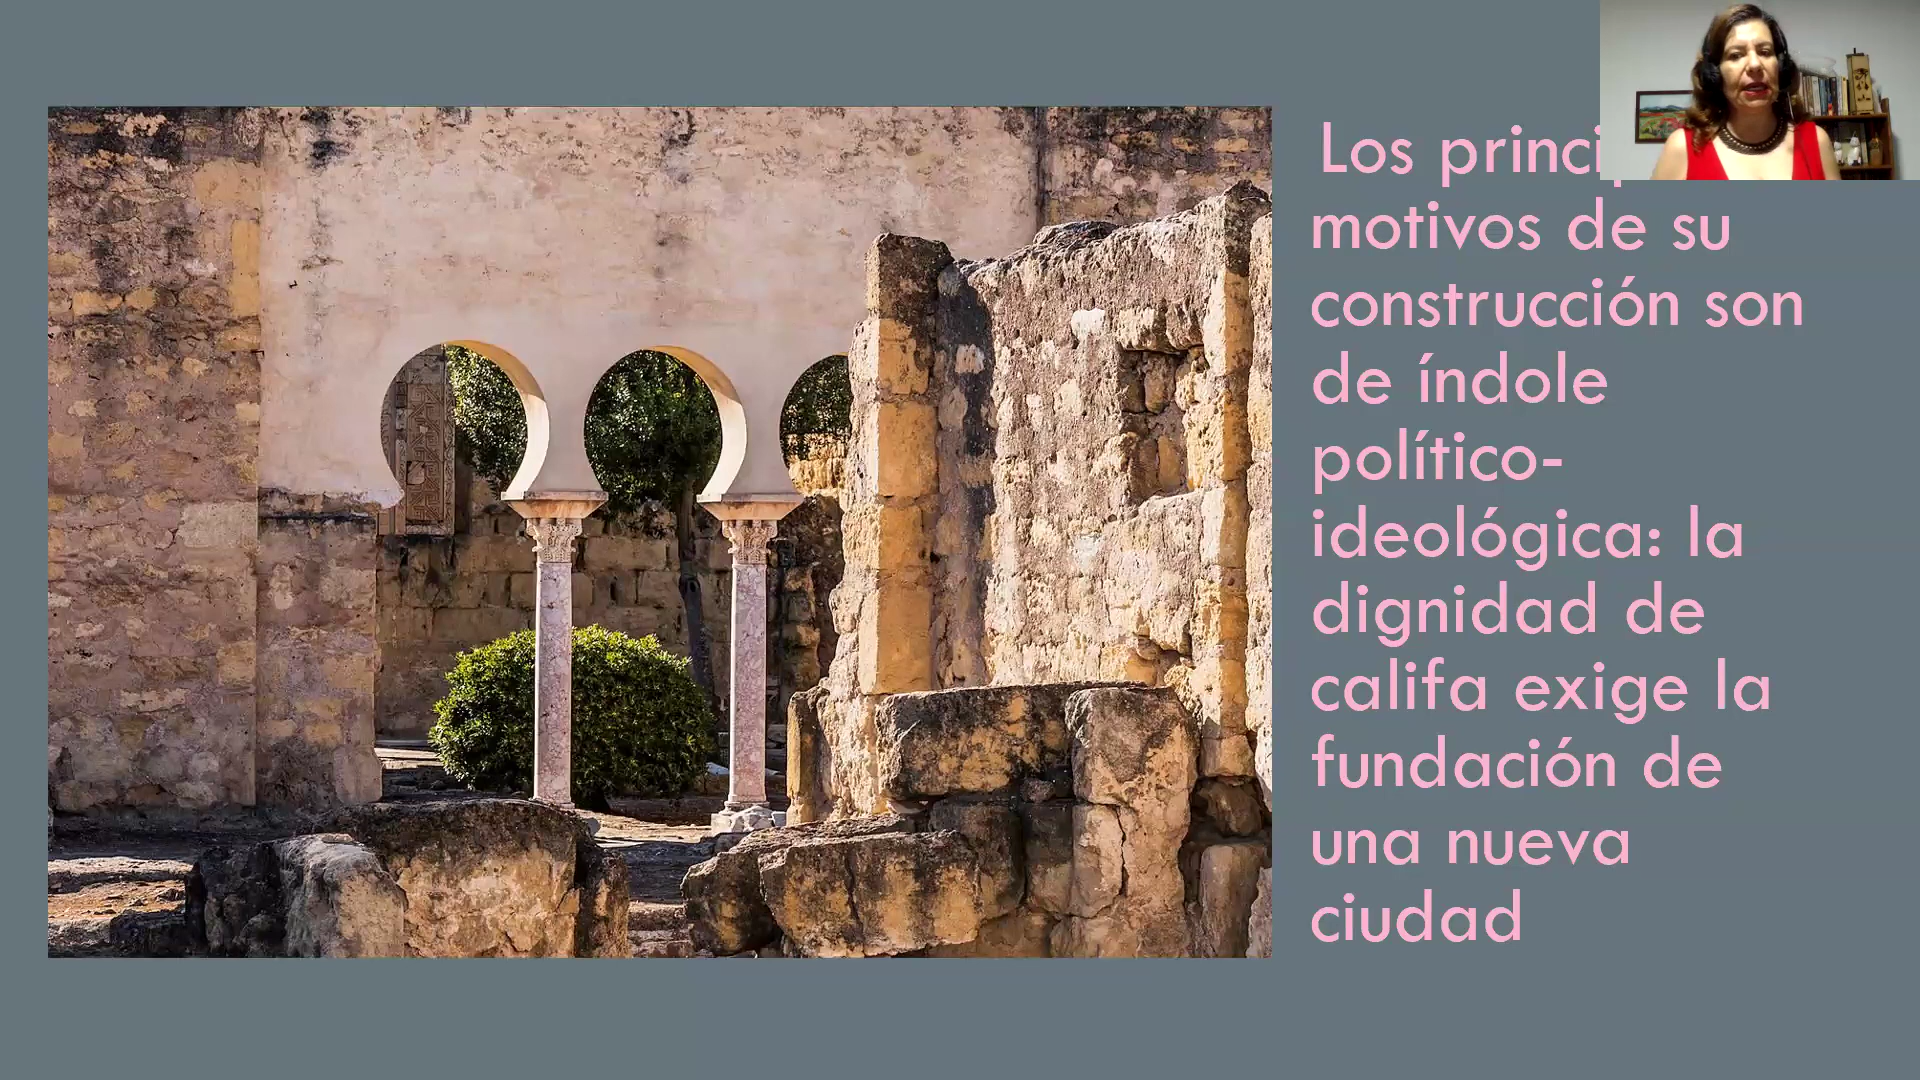 Los
motivos de su
construcción son
de índole
político-
ideológica: la
dignidad de
califa exige la
fundación de
una nueva
ciudad